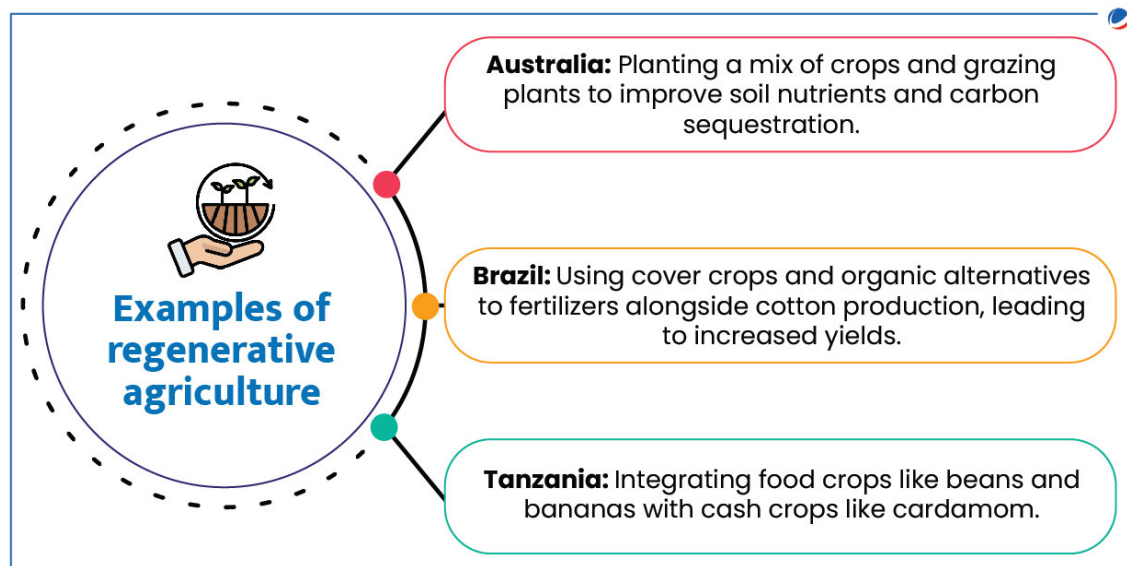 Examples of
regenerative
agriculture
Australia: Planting a mix of crops and grazing
plants to improve soil nutrients and carbon
sequestration.
Brazil: Using cover crops and organic alternatives
to fertilizers alongside cotton production, leading
to increased yields.
Tanzania: Integrating food crops like beans and
bananas with cash crops like cardamom.